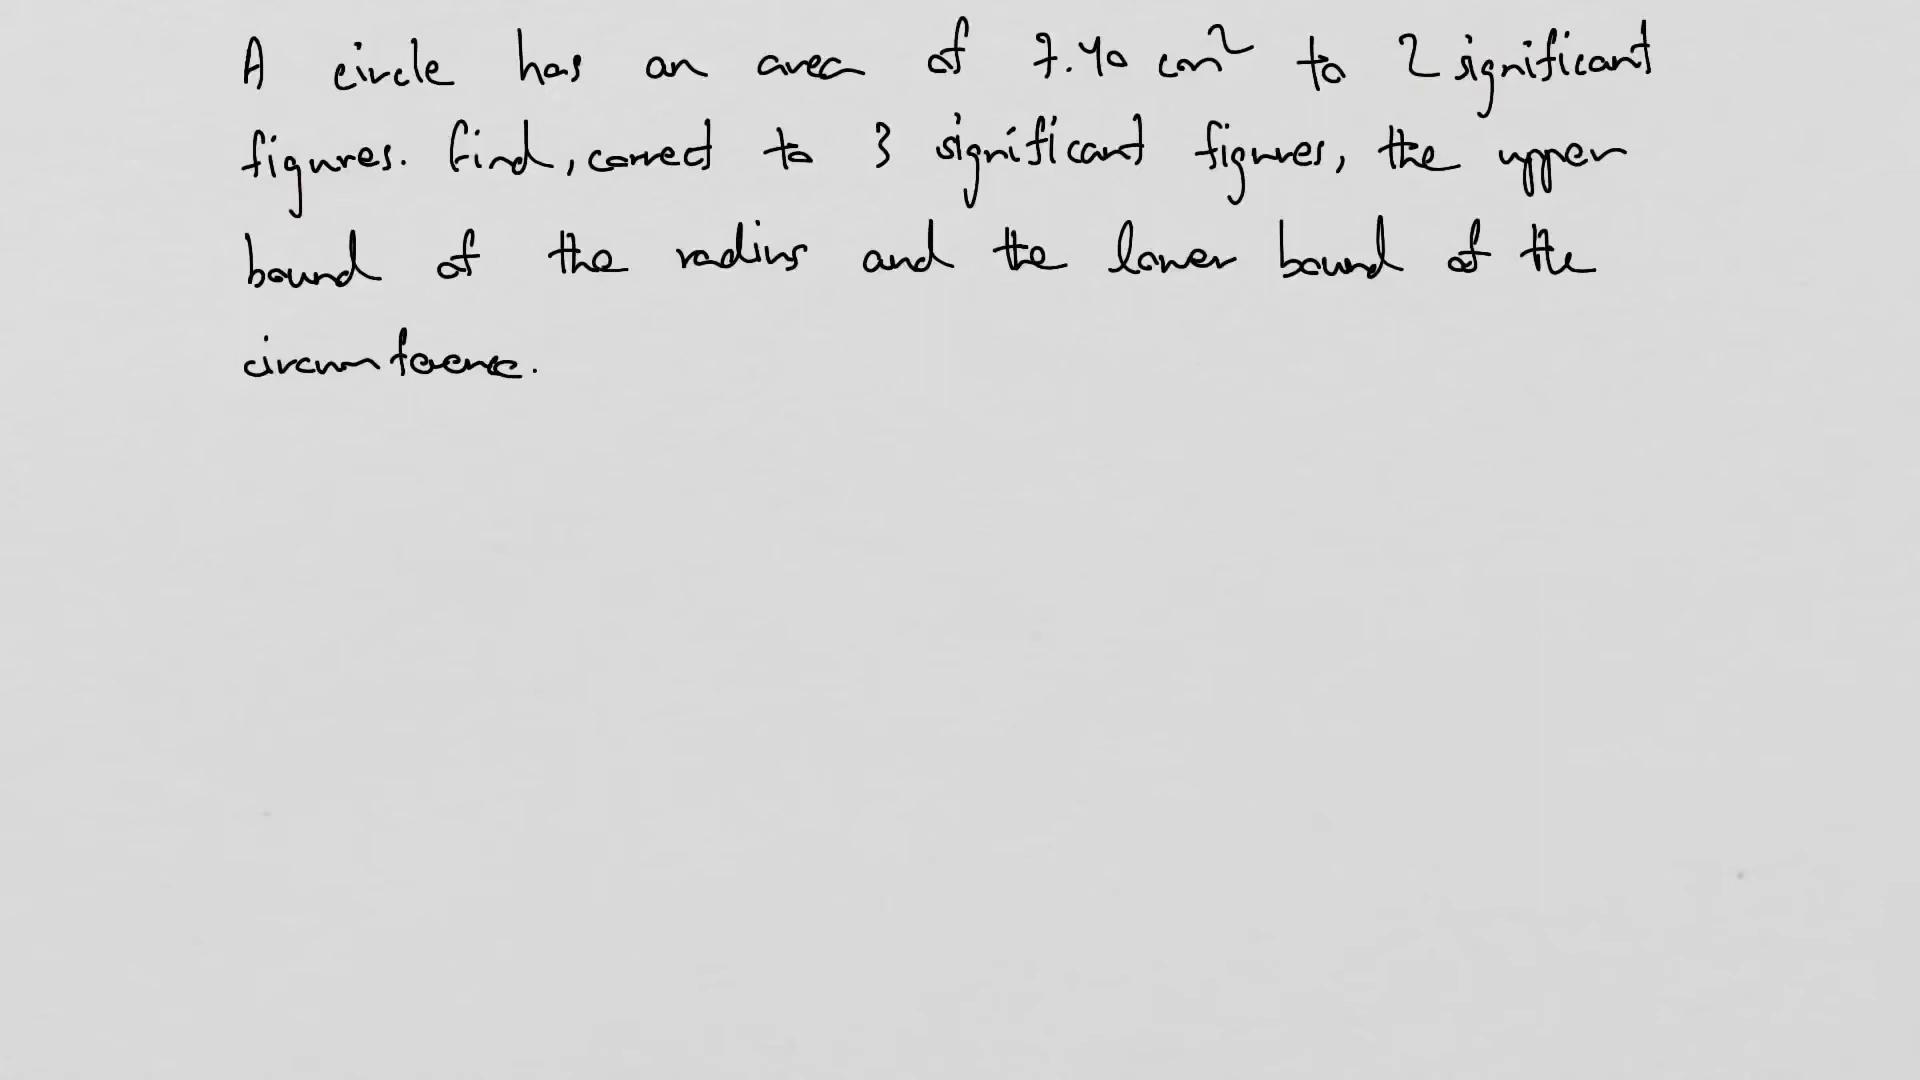 A circle has an area of 7.40 cm² to 2 significant
figures. Find, correct to 3 significant figures, the upper
bound of the radius and the lower bound of the
circumference.